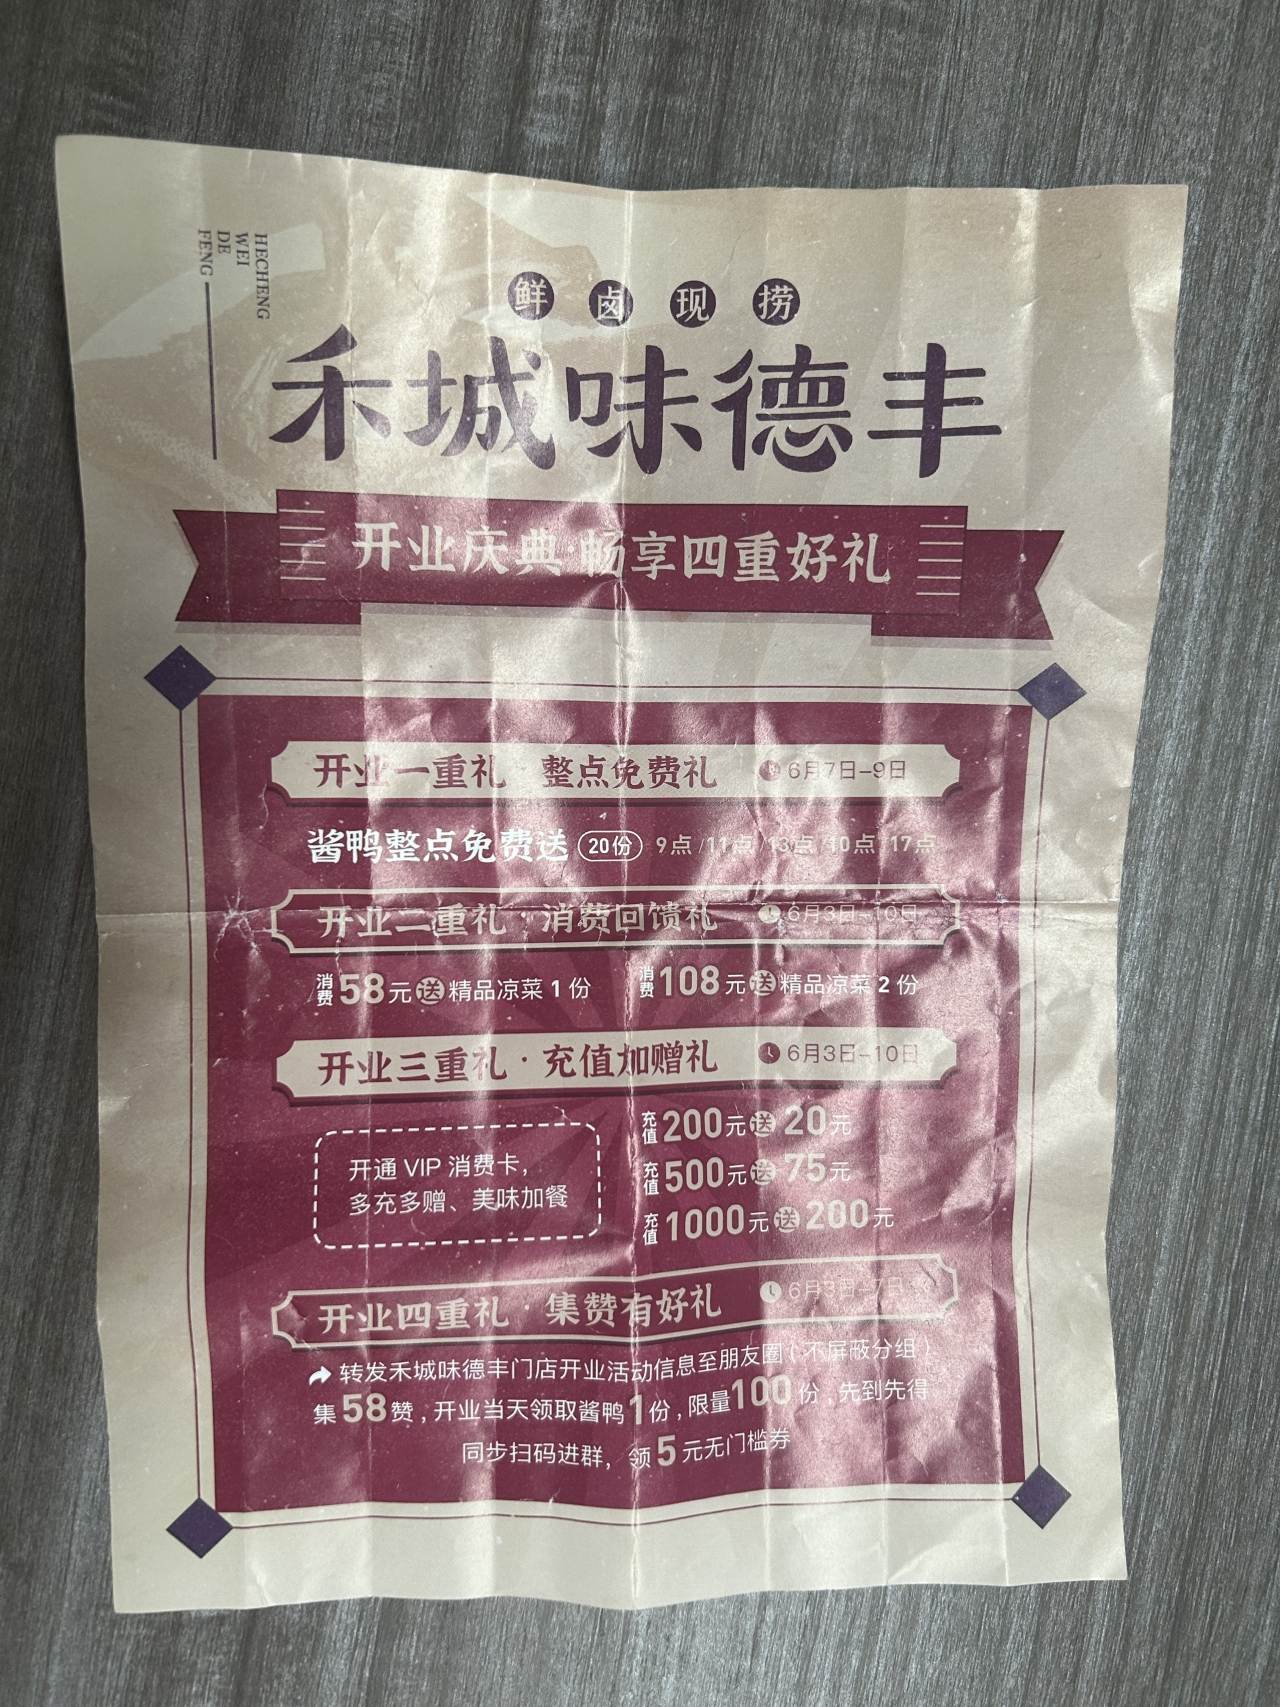 HECHENG
WEI
DE
FENG
鲜卤现捞
禾城味德丰
开业庆典·畅享四重好礼
开业一重礼·整点免费礼 6月7日-9日
酱鸭整点免费送 20份 9点/11点/13点/10点/17点
开业二重礼·消费回馈礼 6月3日-10日
消费58元送精品凉菜1份 消费108元送精品凉菜2份
开业三重礼·充值加赠礼 6月3日-10日
开通VIP消费卡，
多充多赠、美味加餐
充值200元送20元
充值500元送75元
充值1000元送200元
开业四重礼·集赞有好礼 6月3日-7日
转发禾城味德丰门店开业活动信息至朋友圈（不屏蔽分组）
集58赞，开业当天领取酱鸭1份，限量100份，先到先得
同步扫码进群，领5元无门槛券